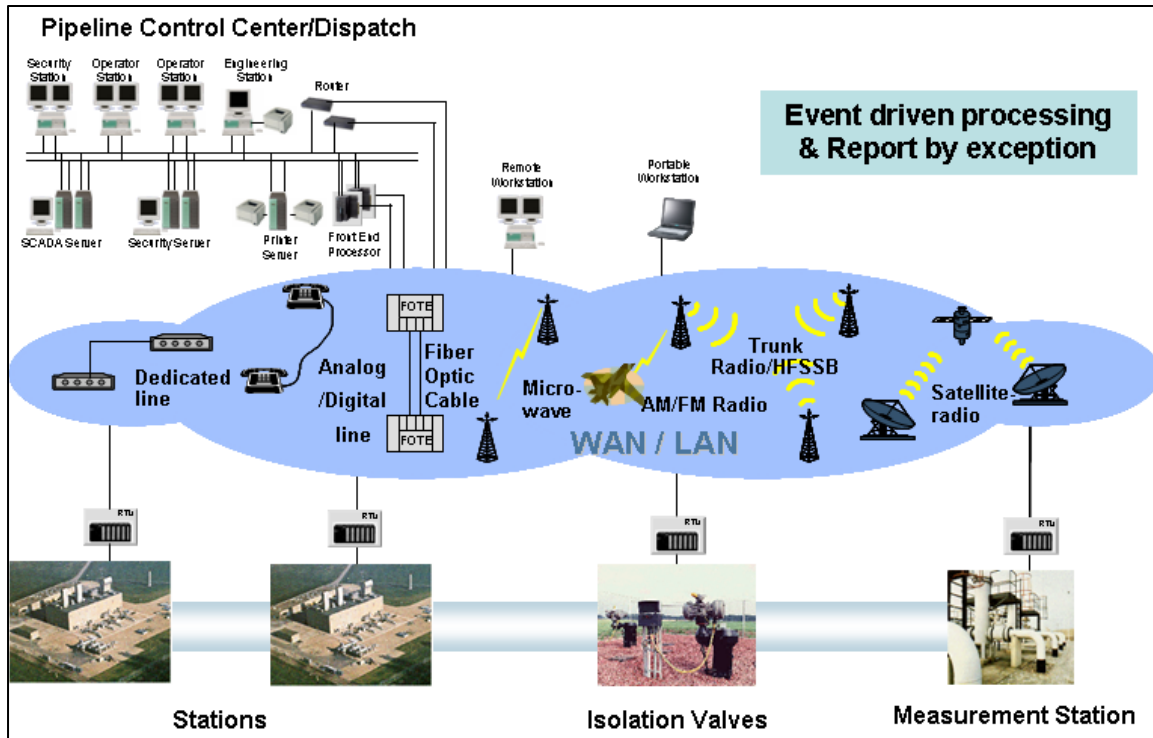 Pipeline Control Center/Dispatch
Security
Station
Operator
Station
Operator
Station
Engineering
Station
Router
Event driven processing
& Report by exception
Remote
Workstation
Portable
Workstation
SCADA Server
Security Server
Printer
Server
Front End
Processor
FOTE
Dedicated
line
Analog
/Digital
line
Fiber
Optic
Cable
FOTE
Micro-
wave
Trunk
Radio/HFSSB
AM/FM Radio
Satellite-
radio
WAN / LAN
RTU
RTU
RTU
RTU
Stations
Isolation Valves
Measurement Station